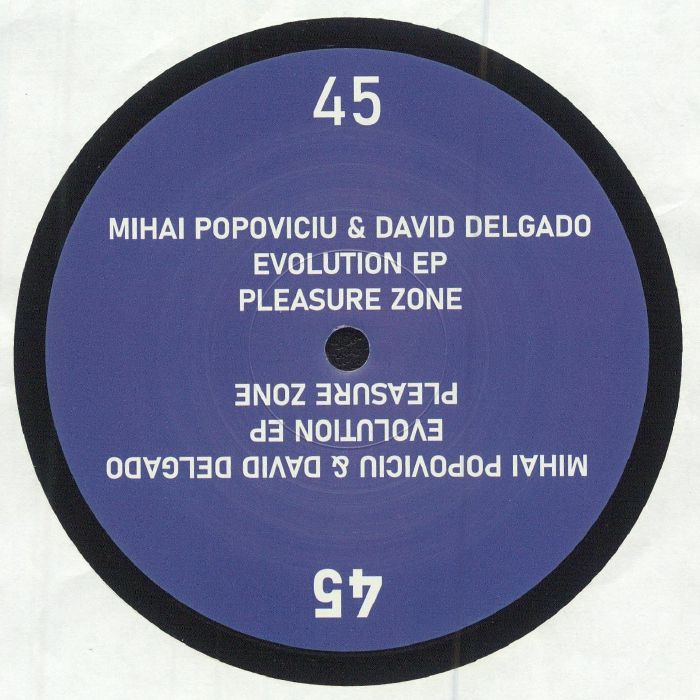 45
MIHAI POPOVICIU & DAVID DELGADO
EVOLUTION EP
PLEASURE ZONE
PLEASURE ZONE
EVOLUTION EP
MIHAI POPOVICIU & DAVID DELGADO
45